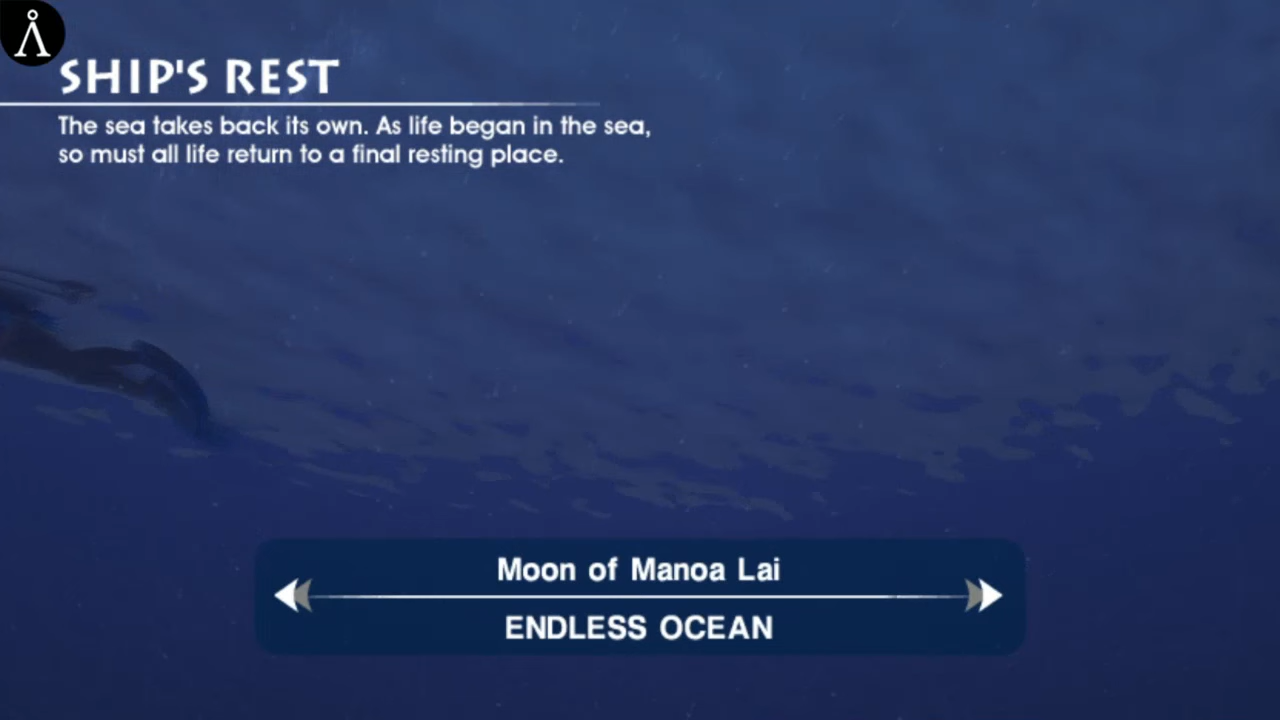 SHIP'S REST
The sea takes back its own. As life began in the sea,
so must all life return to a final resting place.
Moon of Manoa Lai
ENDLESS OCEAN